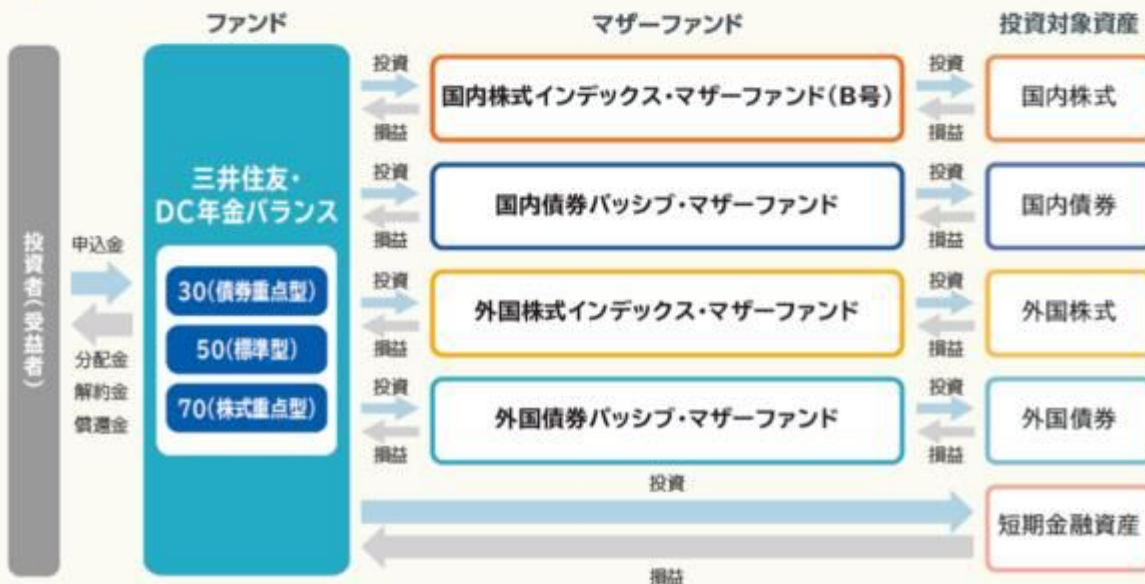 ファンド
マザーファンド
投資対象資産
投資者(受益者)
申込金
分配金
解約金
償還金
三井住友・
DC年金バランス
30(債券重点型)
50(標準型)
70(株式重点型)
投資
損益
国内株式インデックス・マザーファンド(B号)
投資
損益
国内株式
投資
損益
国内債券パッシブ・マザーファンド
投資
損益
国内債券
投資
損益
外国株式インデックス・マザーファンド
投資
損益
外国株式
投資
損益
外国債券パッシブ・マザーファンド
投資
損益
外国債券
投資
損益
短期金融資産